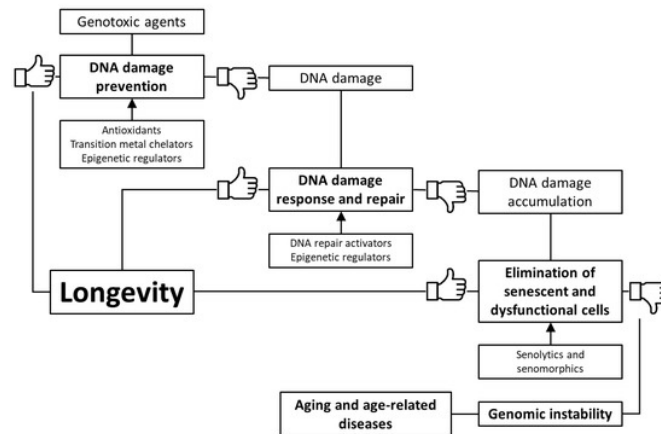 Genotoxic agents
DNA damage
prevention
DNA damage
Antioxidants
Transition metal chelators
Epigenetic regulators
DNA damage
response and repair
DNA damage
accumulation
DNA repair activators
Epigenetic regulators
Longevity
Elimination of
senescent and
dysfunctional cells
Senolytics and
senomorphics
Aging and age-related
diseases
Genomic instability